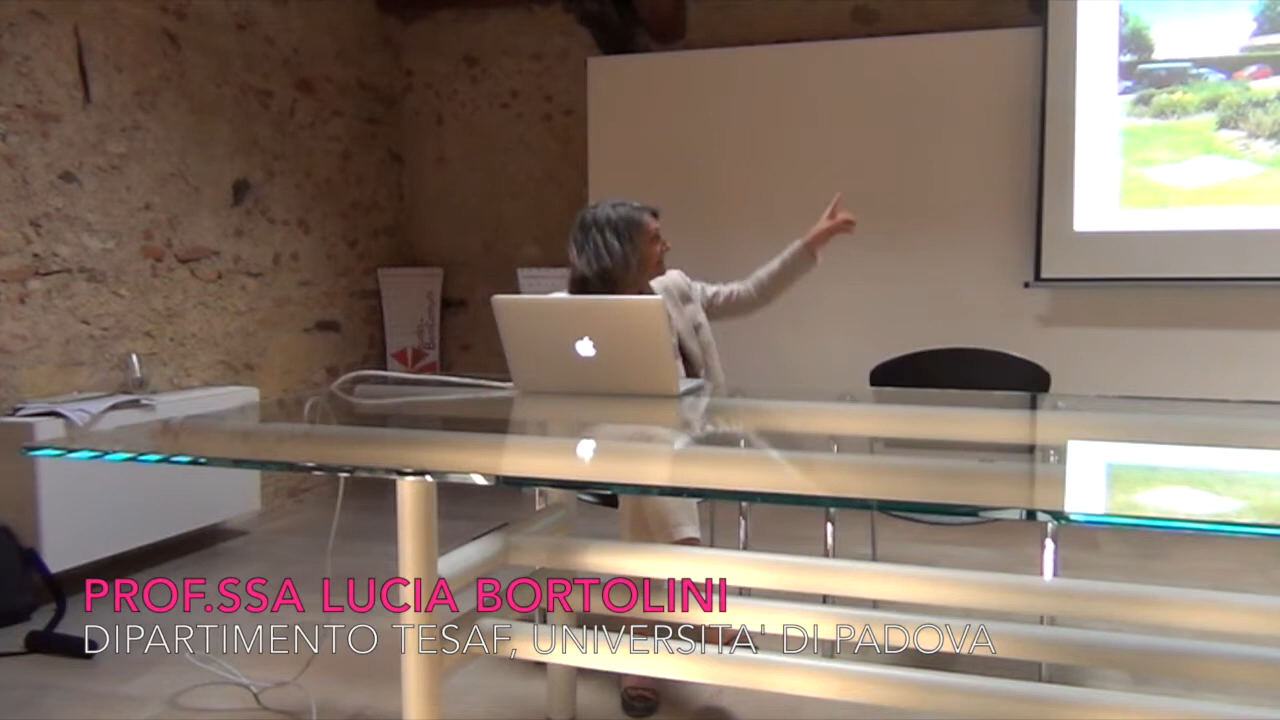 PROF.SSA LUCIA BORTOLINI
DIPARTIMENTO TESAF, UNIVERSITA' DI PADOVA